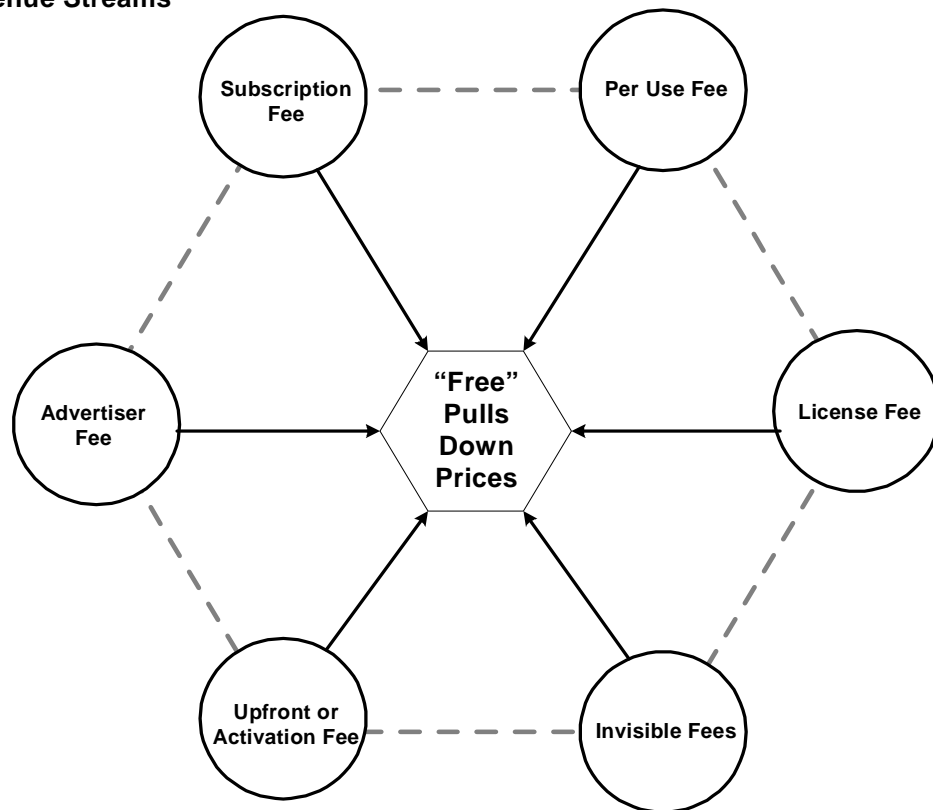 Streams
Subscription
Fee
Per Use Fee
Advertiser
Fee
“Free”
Pulls
Down
Prices
License Fee
Upfront or
Activation Fee
Invisible Fees